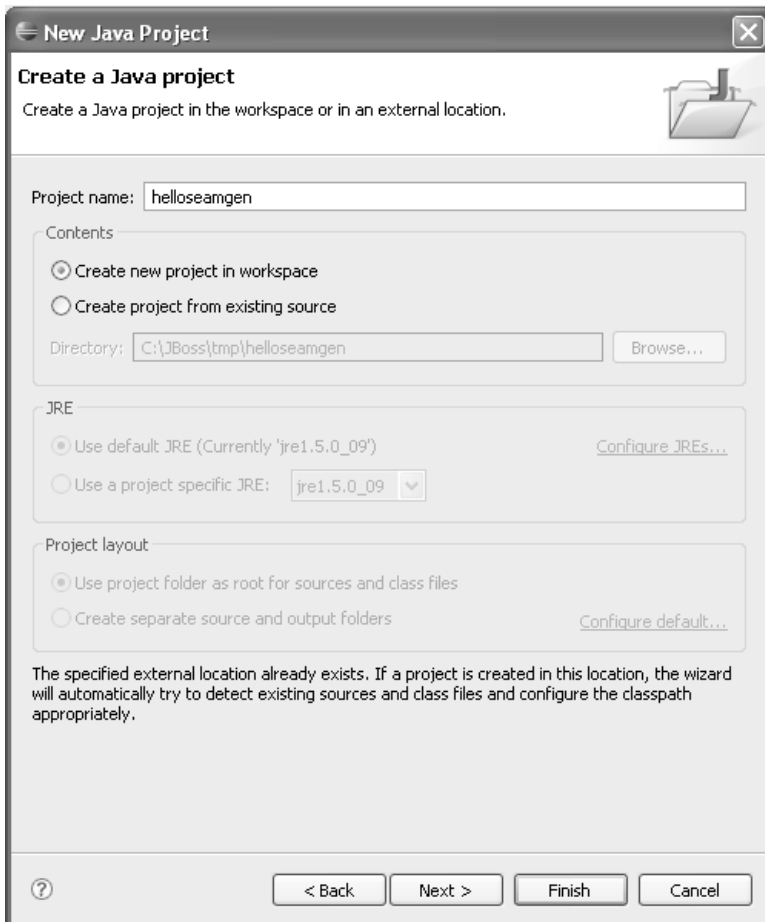 New Java Project
Create a Java project
Create a Java project in the workspace or in an external location.
Project name: helloseamgen
Contents
Create new project in workspace
Create project from existing source
Directory: C:\JBoss\tmp\helloseamgen Browse...
JRE
Use default JRE (Currently 'jre1.5.0_09') Configure JREs...
Use a project specific JRE: jre1.5.0_09
Project layout
Use project folder as root for sources and class files
Create separate source and output folders Configure default...
The specified external location already exists. If a project is created in this location, the wizard
will automatically try to detect existing sources and class files and configure the classpath
appropriately.
? < Back Next > Finish Cancel